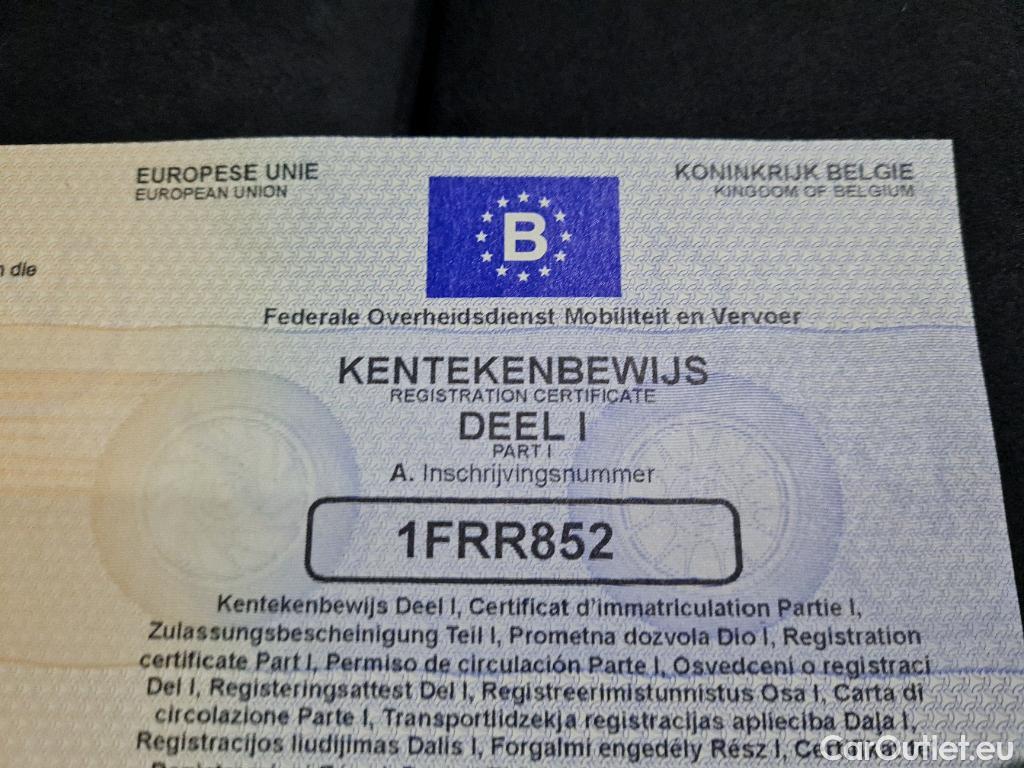 EUROPESE UNIE
EUROPEAN UNION
KONINKRIJK BELGIE
KINGDOM OF BELGIUM
B
die
Federale Overheidsdienst Mobiliteit en Vervoer
KENTEKENBEWIJS
REGISTRATION CERTIFICATE
DEEL I
PART I
A. Inschrijvingsnummer
1FRR852
Kentekenbewijs Deel I, Certificat d'immatriculation Partie I,
Zulassungsbescheinigung Teil I, Prometna dozvola Dio I, Registration
certificate Part I, Permiso de circulación Parte I, Osvedceni o registraci
Del I, Registeringsattest Del I, Registreerimistunnistus Osa I, Carta di
circolazione Parte I, Transportlidzekja registracijas aplieciba Daļa I,
Registracijos liudijimas Dalis I, Forgalmi engedély Rész I,
CarOutlet.eu